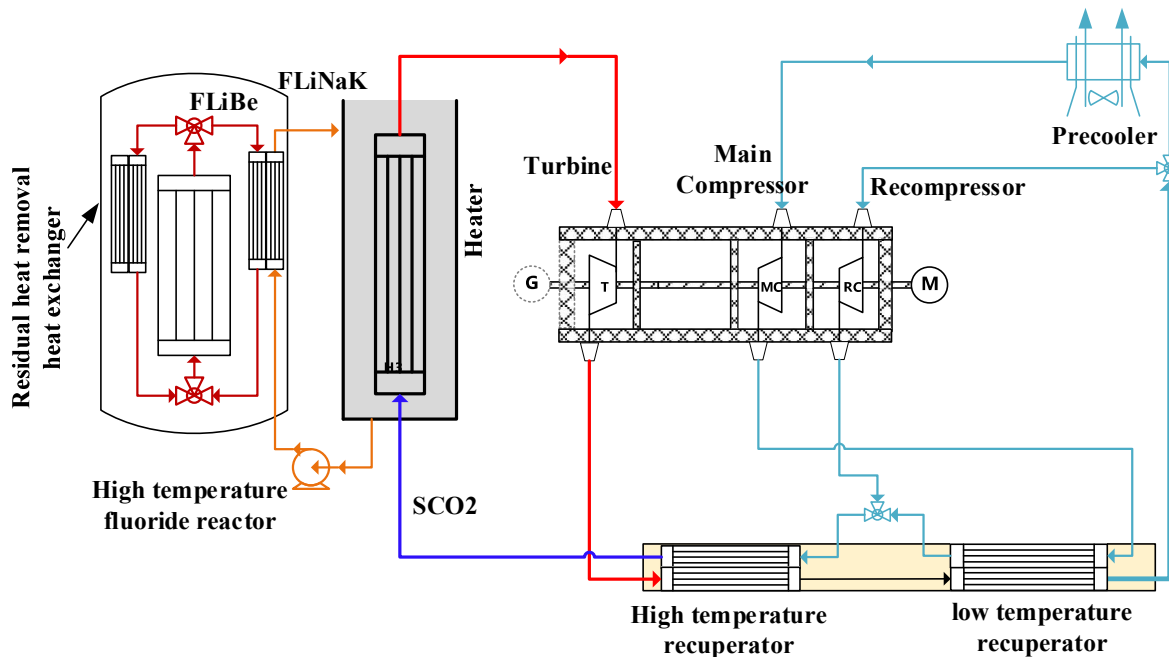 FLiNaK
FLiBe
Precooler
Turbine
Main
Compressor
Recompressor
Heater
Residual heat removal
heat exchanger
G
T
MC
RC
M
H3
High temperature
fluoride reactor
SCO2
High temperature
recuperator
low temperature
recuperator